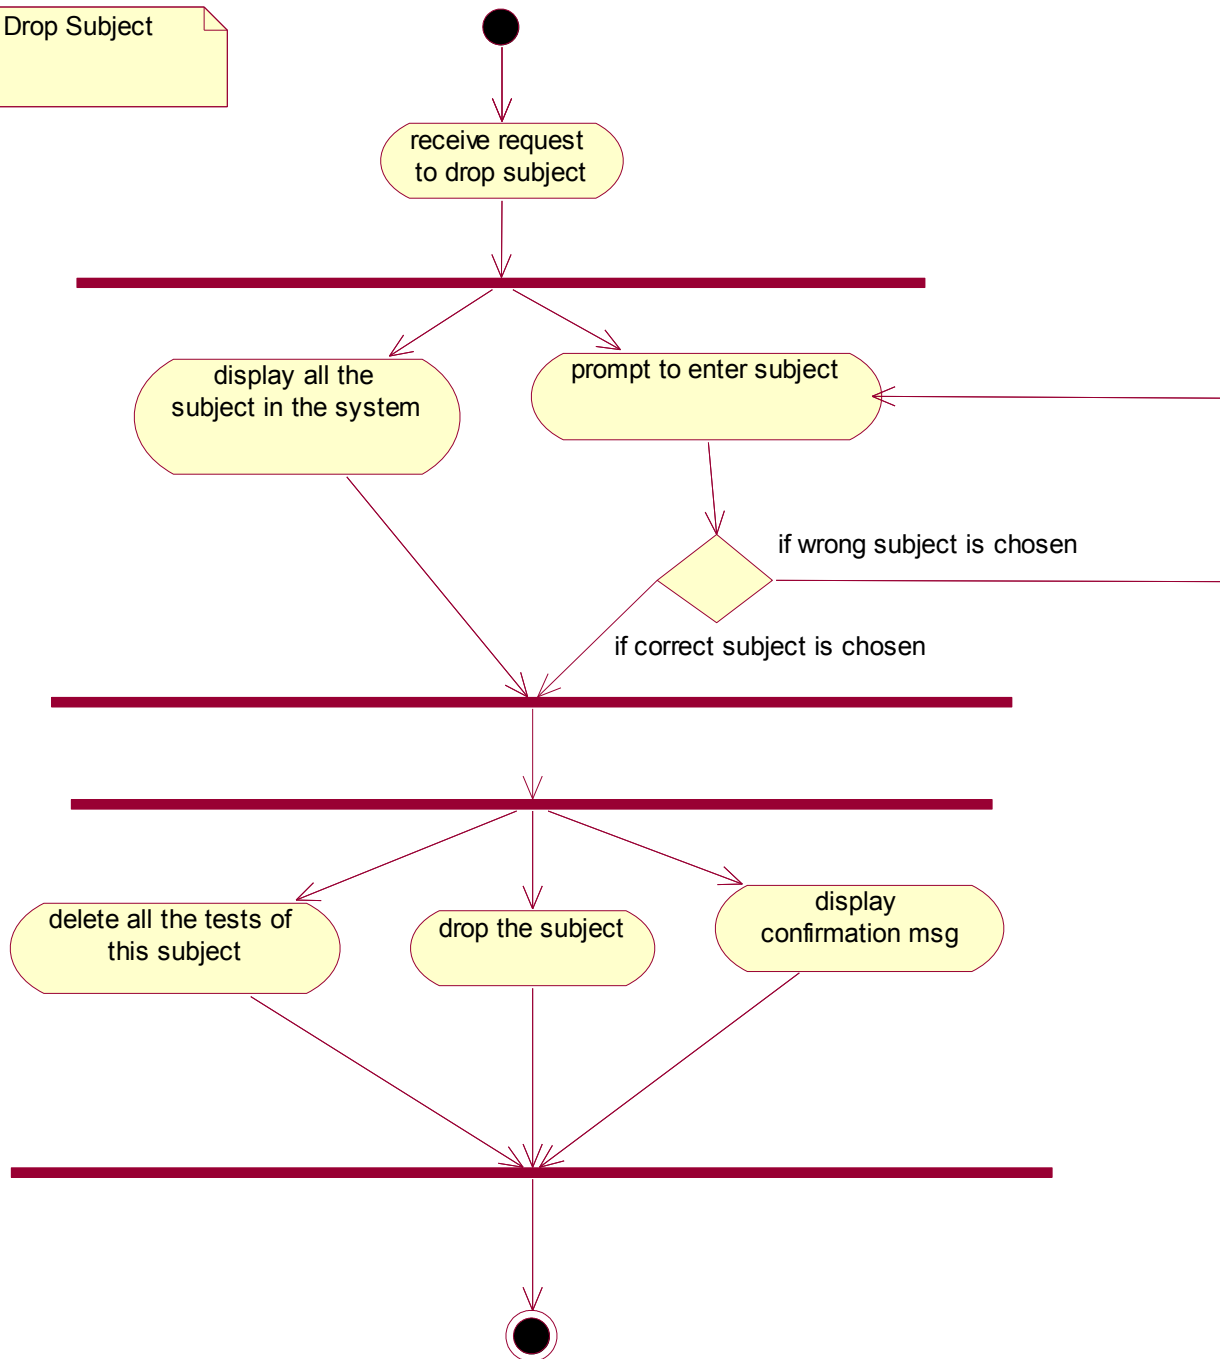 Drop Subject
receive request
to drop subject
display all the
subject in the system
prompt to enter subject
if wrong subject is chosen
if correct subject is chosen
delete all the tests of
this subject
drop the subject
display
confirmation msg